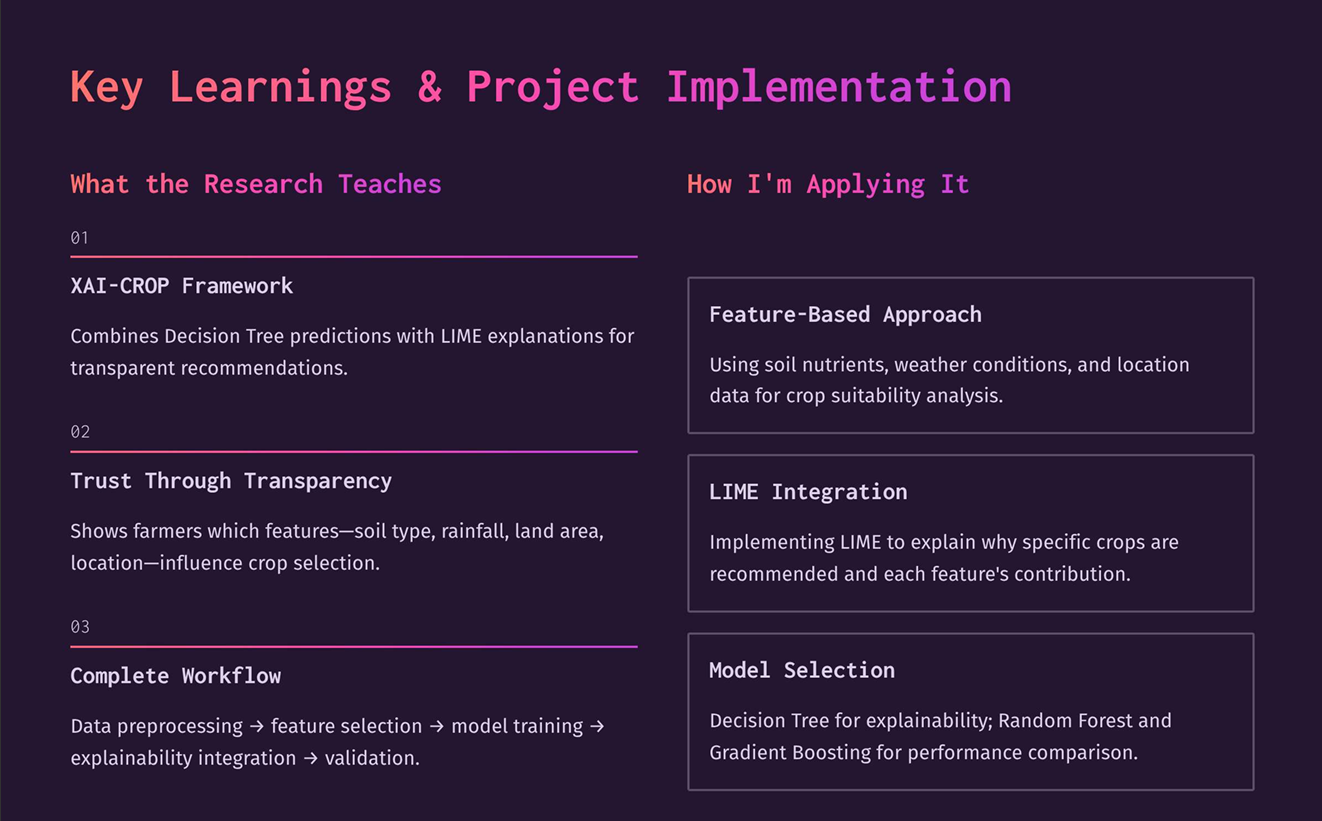 Key Learnings & Project Implementation
What the Research Teaches
01
XAI-CROP Framework
Combines Decision Tree predictions with LIME explanations for
transparent recommendations.
02
Trust Through Transparency
Shows farmers which features—soil type, rainfall, land area,
location—influence crop selection.
03
Complete Workflow
Data preprocessing → feature selection → model training →
explainability integration → validation.
How I'm Applying It
Feature-Based Approach
Using soil nutrients, weather conditions, and location
data for crop suitability analysis.
LIME Integration
Implementing LIME to explain why specific crops are
recommended and each feature's contribution.
Model Selection
Decision Tree for explainability; Random Forest and
Gradient Boosting for performance comparison.